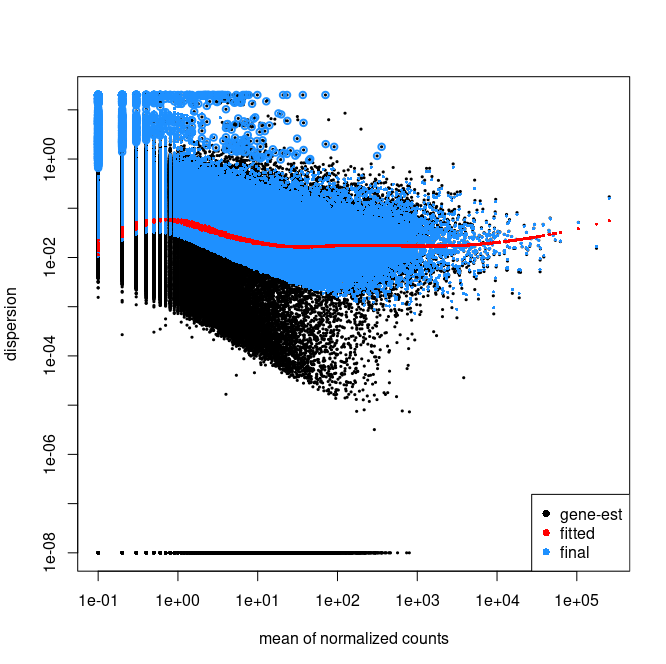 dispersion
1e+00
1e-02
1e-04
1e-06
1e-08
gene-est
fitted
final
1e-01 1e+00 1e+01 1e+02 1e+03 1e+04 1e+05
mean of normalized counts